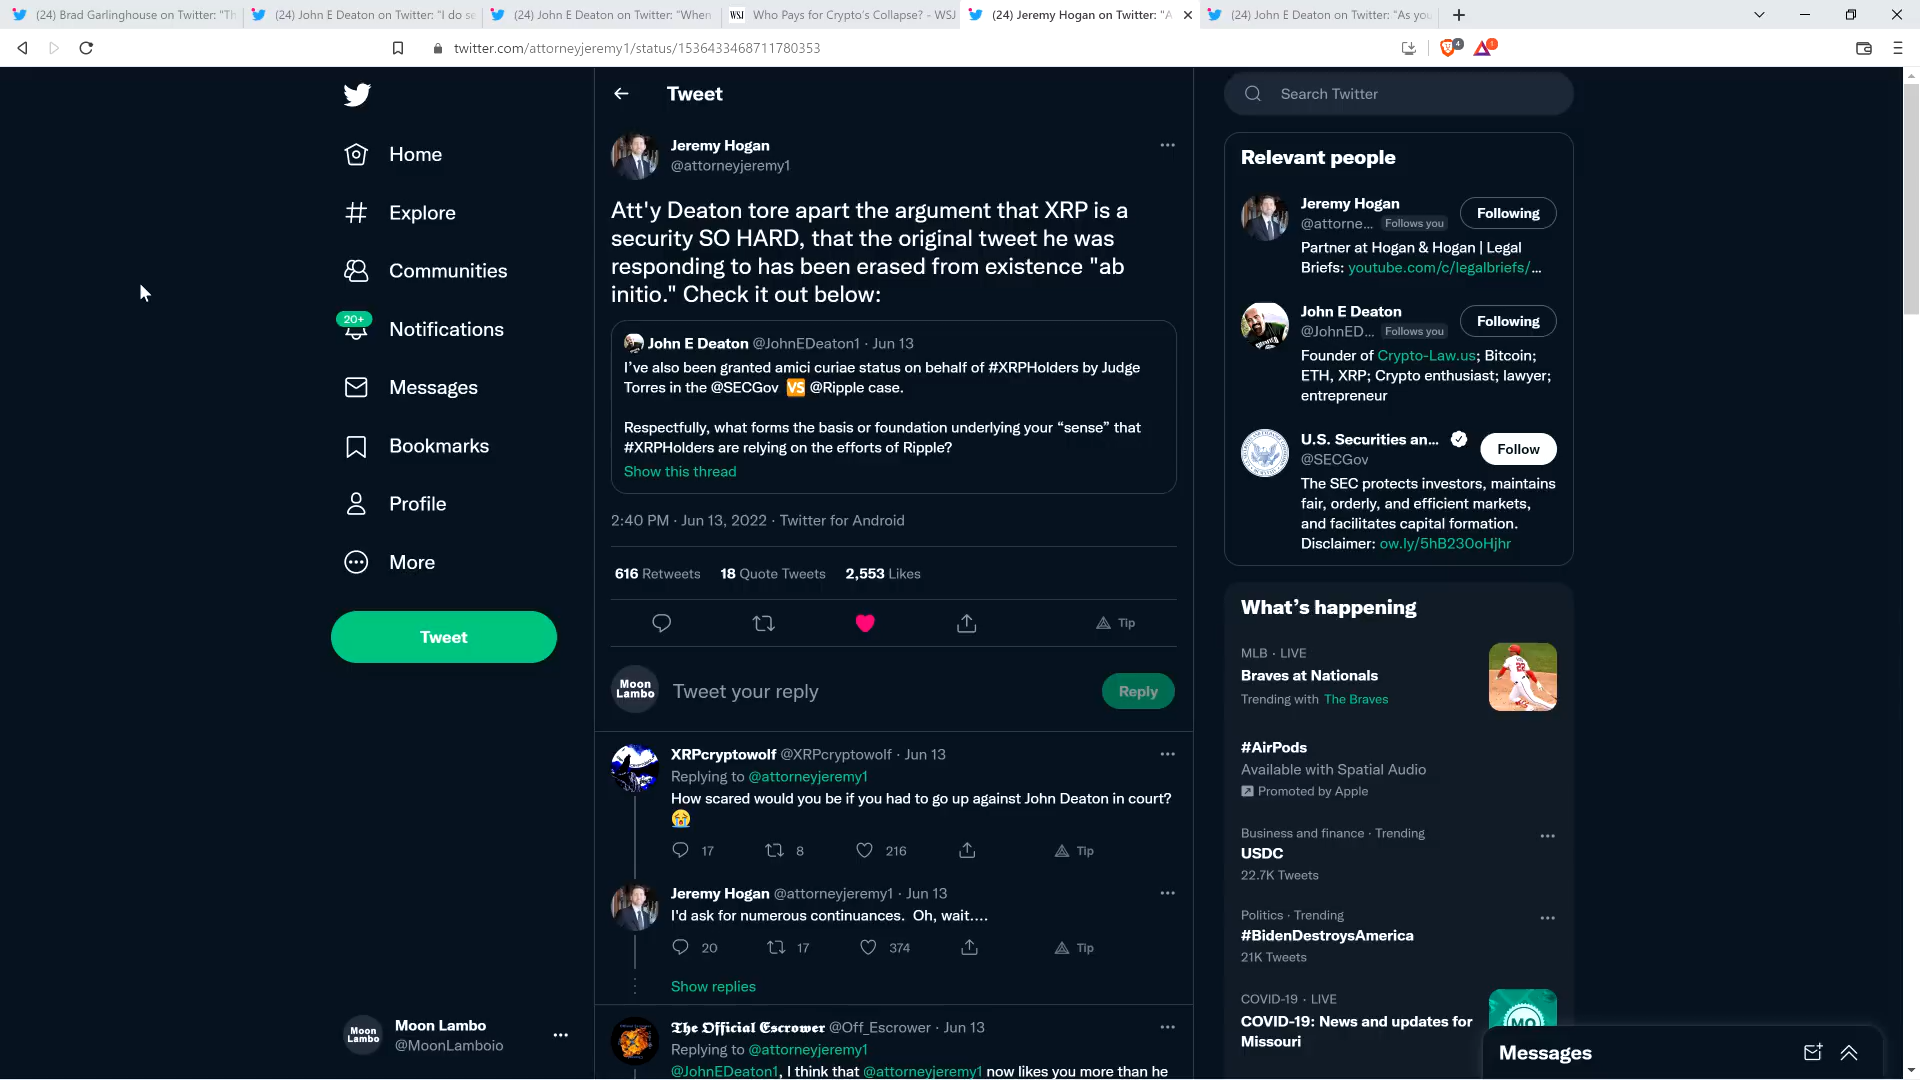 (24) Brad Garlinghouse on Twitter: "Th
(24) John E Deaton on Twitter: "I do se
(24) John E Deaton on Twitter: "When
WSJ Who Pays for Crypto's Collapse? - WSJ
(24) Jeremy Hogan on Twitter: "A
(24) John E Deaton on Twitter: "As you
twitter.com/attorneyjeremy1/status/1536433468711780353
4
1
Home
Explore
Communities
20+
Notifications
Messages
Bookmarks
Profile
More
Tweet
Moon Lambo
Moon Lambo
@MoonLamboio
Tweet
Jeremy Hogan
@attorneyjeremy1
Att'y Deaton tore apart the argument that XRP is a
security SO HARD, that the original tweet he was
responding to has been erased from existence "ab
initio." Check it out below:
John E Deaton @JohnEDeaton1 · Jun 13
I've also been granted amici curiae status on behalf of #XRPHolders by Judge
Torres in the @SECGov 🆚 @Ripple case.
Respectfully, what forms the basis or foundation underlying your “sense” that
#XRPHolders are relying on the efforts of Ripple?
Show this thread
2:40 PM · Jun 13, 2022 · Twitter for Android
616 Retweets 18 Quote Tweets 2,553 Likes
Tip
Moon Lambo
Tweet your reply
Reply
XRPcryptowolf @XRPcryptowolf · Jun 13
Replying to @attorneyjeremy1
How scared would you be if you had to go up against John Deaton in court?
😭
17 8 216 Tip
Jeremy Hogan @attorneyjeremy1 · Jun 13
I'd ask for numerous continuances. Oh, wait....
20 17 374 Tip
Show replies
𝕿𝖍𝖊 𝕺𝖋𝖋𝖎𝖈𝖎𝖆𝖑 𝕰𝖘𝖈𝖗𝖔𝖜𝖊𝖗 @Off_Escrower · Jun 13
Replying to @attorneyjeremy1
@JohnEDeaton1, I think that @attorneyjeremy1 now likes you more than he
Search Twitter
Relevant people
Jeremy Hogan
@attorne... Follows you
Following
Partner at Hogan & Hogan | Legal
Briefs: youtube.com/c/legalbriefs/...
John E Deaton
@JohnED... Follows you
Following
Founder of Crypto-Law.us; Bitcoin;
ETH, XRP; Crypto enthusiast; lawyer;
entrepreneur
U.S. Securities an...
@SECGov
Follow
The SEC protects investors, maintains
fair, orderly, and efficient markets,
and facilitates capital formation.
Disclaimer: ow.ly/5hB230oHjhr
What's happening
MLB · LIVE
Braves at Nationals
Trending with The Braves
#AirPods
Available with Spatial Audio
Promoted by Apple
Business and finance · Trending
USDC
22.7K Tweets
Politics · Trending
#BidenDestroysAmerica
21K Tweets
COVID-19 · LIVE
COVID-19: News and updates for
Missouri
MO
Messages